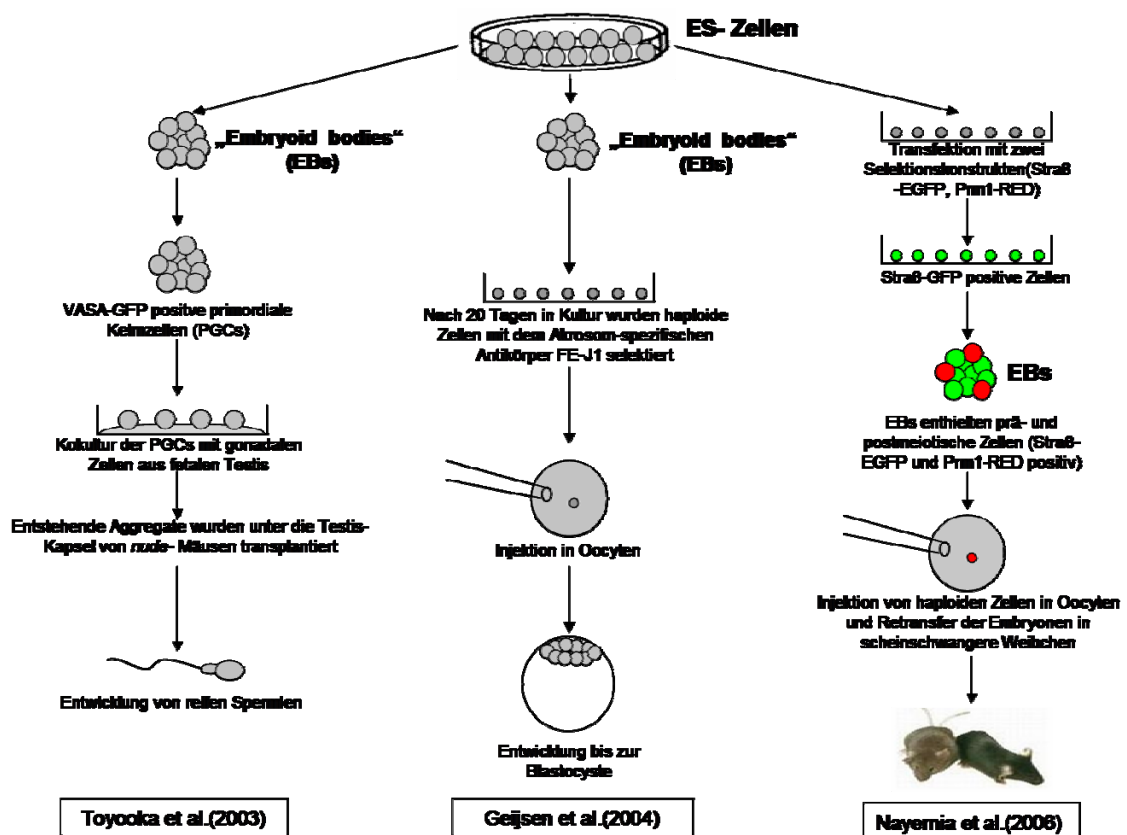 ES- Zellen
„Embryoid bodies“
(EBs)
VASA-GFP positve primordiale
Keimzellen (PGCs)
Kokultur der PGCs mit gonadalen
Zellen aus fetalen Testis
Entstehende Aggregate wurden unter die Testis-
Kapsel von nude- Mäusen transplantiert
Entwicklung von reifen Spermien
Toyooka et al.(2003)
„Embryoid bodies“
(EBs)
Nach 20 Tagen in Kultur wurden haploide
Zellen mit dem Akrosom-spezifischen
Antikörper FE-J1 selektiert
Injektion in Oocyten
Entwicklung bis zur
Blastocyste
Geijsen et al.(2004)
Transfektion mit zwei
Selektionskonstrukten(Stra8
-EGFP, Prm1-RED)
Stra8-GFP positive Zellen
EBs
EBs enthielten prä- und
postmeiotische Zellen (Stra8-
EGFP und Prm1-RED positiv)
Injektion von haploiden Zellen in Oocyten
und Retransfer der Embryonen in
scheinschwangere Weibchen
Nayernia et al.(2006)